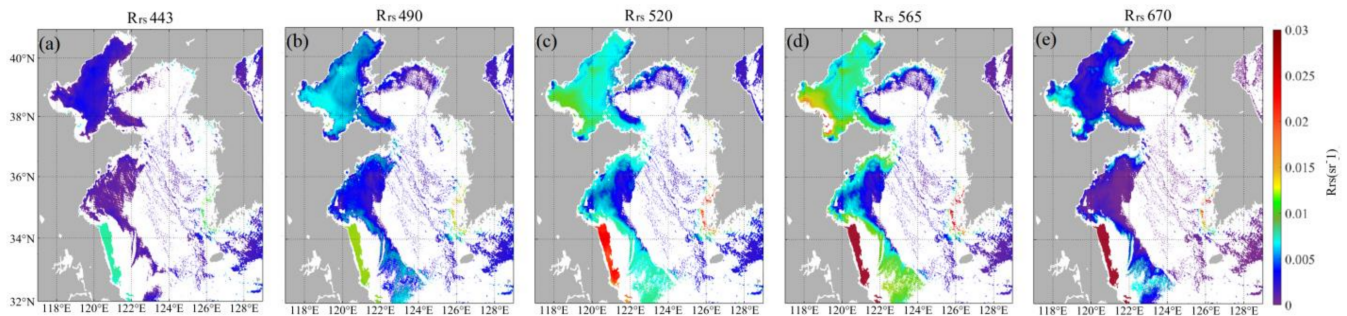 Rrs 443
Rrs 490
Rrs 520
Rrs 565
Rrs 670
(a)
(b)
(c)
(d)
(e)
40°N
38°N
36°N
34°N
32°N
118°E 120°E 122°E 124°E 126°E 128°E
118°E 120°E 122°E 124°E 126°E 128°E
118°E 120°E 122°E 124°E 126°E 128°E
118°E 120°E 122°E 124°E 126°E 128°E
118°E 120°E 122°E 124°E 126°E 128°E
0.03
0.025
0.02
0.015
0.01
0.005
0
Rrs(sr⁻1)